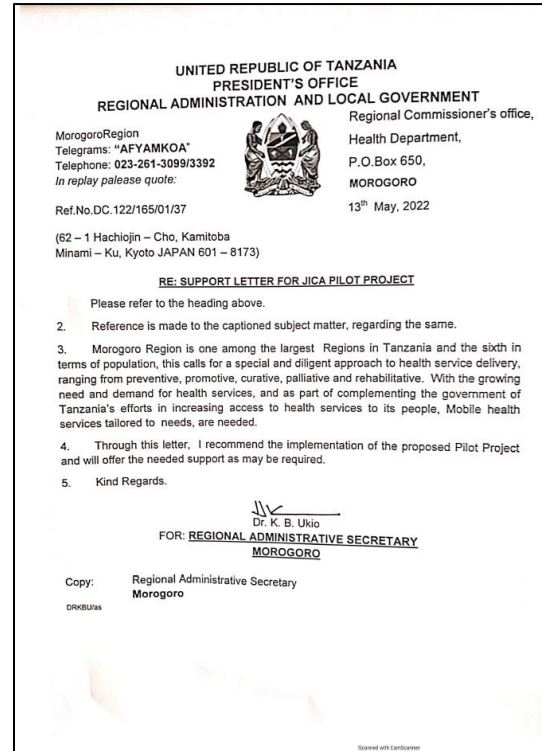 UNITED REPUBLIC OF TANZANIA
PRESIDENT'S OFFICE
REGIONAL ADMINISTRATION AND LOCAL GOVERNMENT
MorogoroRegion
Telegrams: "AFYAMKOA"
Telephone: 023-261-3099/3392
In replay palease quote:
Ref.No.DC.122/165/01/37
Regional Commissioner's office,
Health Department,
P.O.Box 650,
MOROGORO
13th May, 2022
(62 – 1 Hachiojin – Cho, Kamitoba
Minami – Ku, Kyoto JAPAN 601 – 8173)
RE: SUPPORT LETTER FOR JICA PILOT PROJECT
Please refer to the heading above.
2. Reference is made to the captioned subject matter, regarding the same.
3. Morogoro Region is one among the largest Regions in Tanzania and the sixth in
terms of population, this calls for a special and diligent approach to health service delivery,
ranging from preventive, promotive, curative, palliative and rehabilitative. With the growing
need and demand for health services, and as part of complementing the government of
Tanzania's efforts in increasing access to health services to its people, Mobile health
services tailored to needs, are needed.
4. Through this letter, I recommend the implementation of the proposed Pilot Project
and will offer the needed support as may be required.
5. Kind Regards.
Dr. K. B. Ukio
FOR: REGIONAL ADMINISTRATIVE SECRETARY
MOROGORO
Copy: Regional Administrative Secretary
Morogoro
DRKBU/as
Scanned with CamScanner